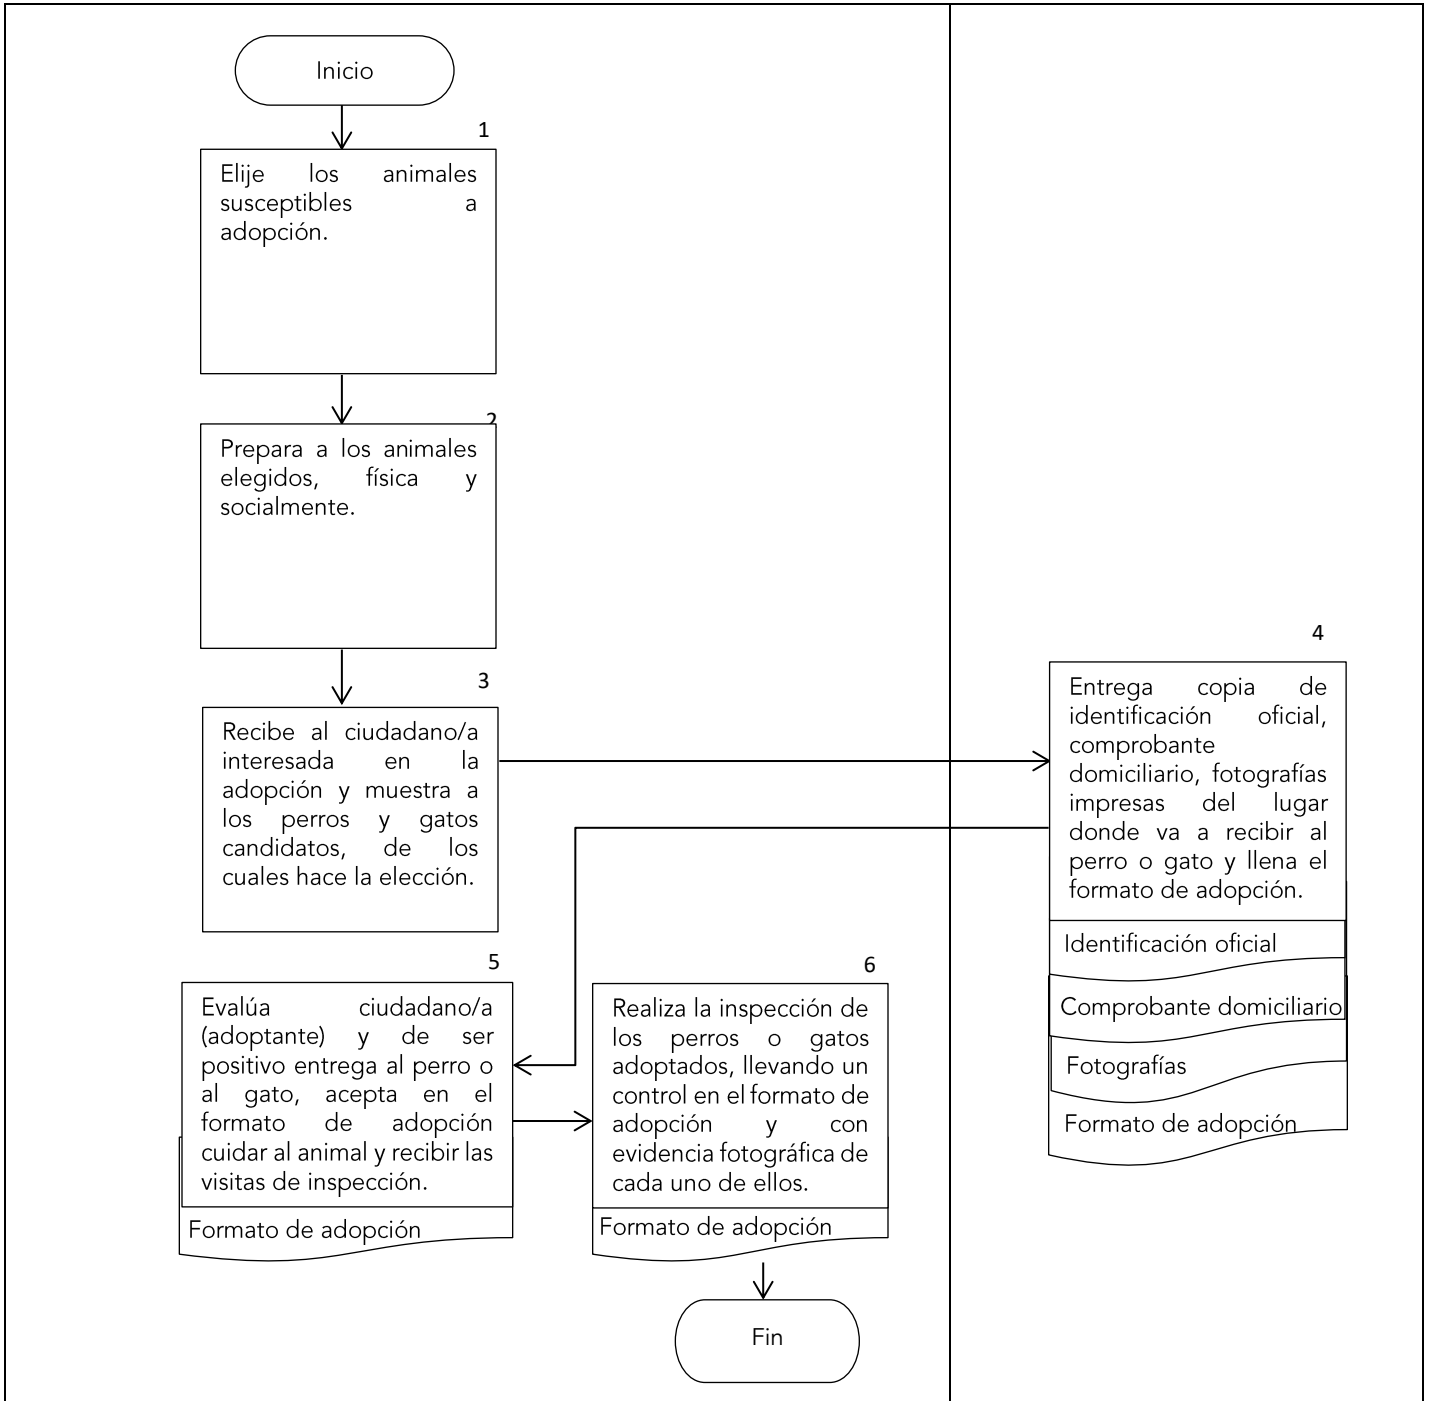 Inicio
1
Elije los animales
susceptibles a
adopción.
2
Prepara a los animales
elegidos, física y
socialmente.
3
Recibe al ciudadano/a
interesada en la
adopción y muestra a
los perros y gatos
candidatos, de los
cuales hace la elección.
4
Entrega copia de
identificación oficial,
comprobante
domiciliario, fotografías
impresas del lugar
donde va a recibir al
perro o gato y llena el
formato de adopción.
Identificación oficial
Comprobante domiciliario
Fotografías
Formato de adopción
5
Evalúa ciudadano/a
(adoptante) y de ser
positivo entrega al perro o
al gato, acepta en el
formato de adopción
cuidar al animal y recibir las
visitas de inspección.
Formato de adopción
6
Realiza la inspección de
los perros o gatos
adoptados, llevando un
control en el formato de
adopción y con
evidencia fotográfica de
cada uno de ellos.
Formato de adopción
Fin